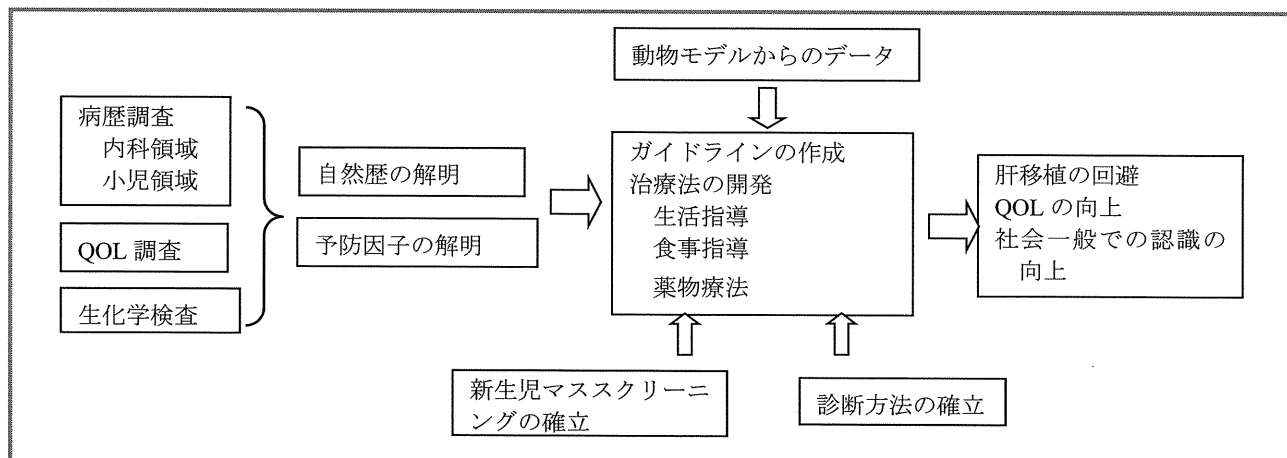 動物モデルからのデータ
病歴調査
内科領域
小児領域
QOL 調査
生化学検査
自然歴の解明
予防因子の解明
ガイドラインの作成
治療法の開発
生活指導
食事指導
薬物療法
肝移植の回避
QOL の向上
社会一般での認識の
向上
新生児マススクリーニ
ングの確立
診断方法の確立